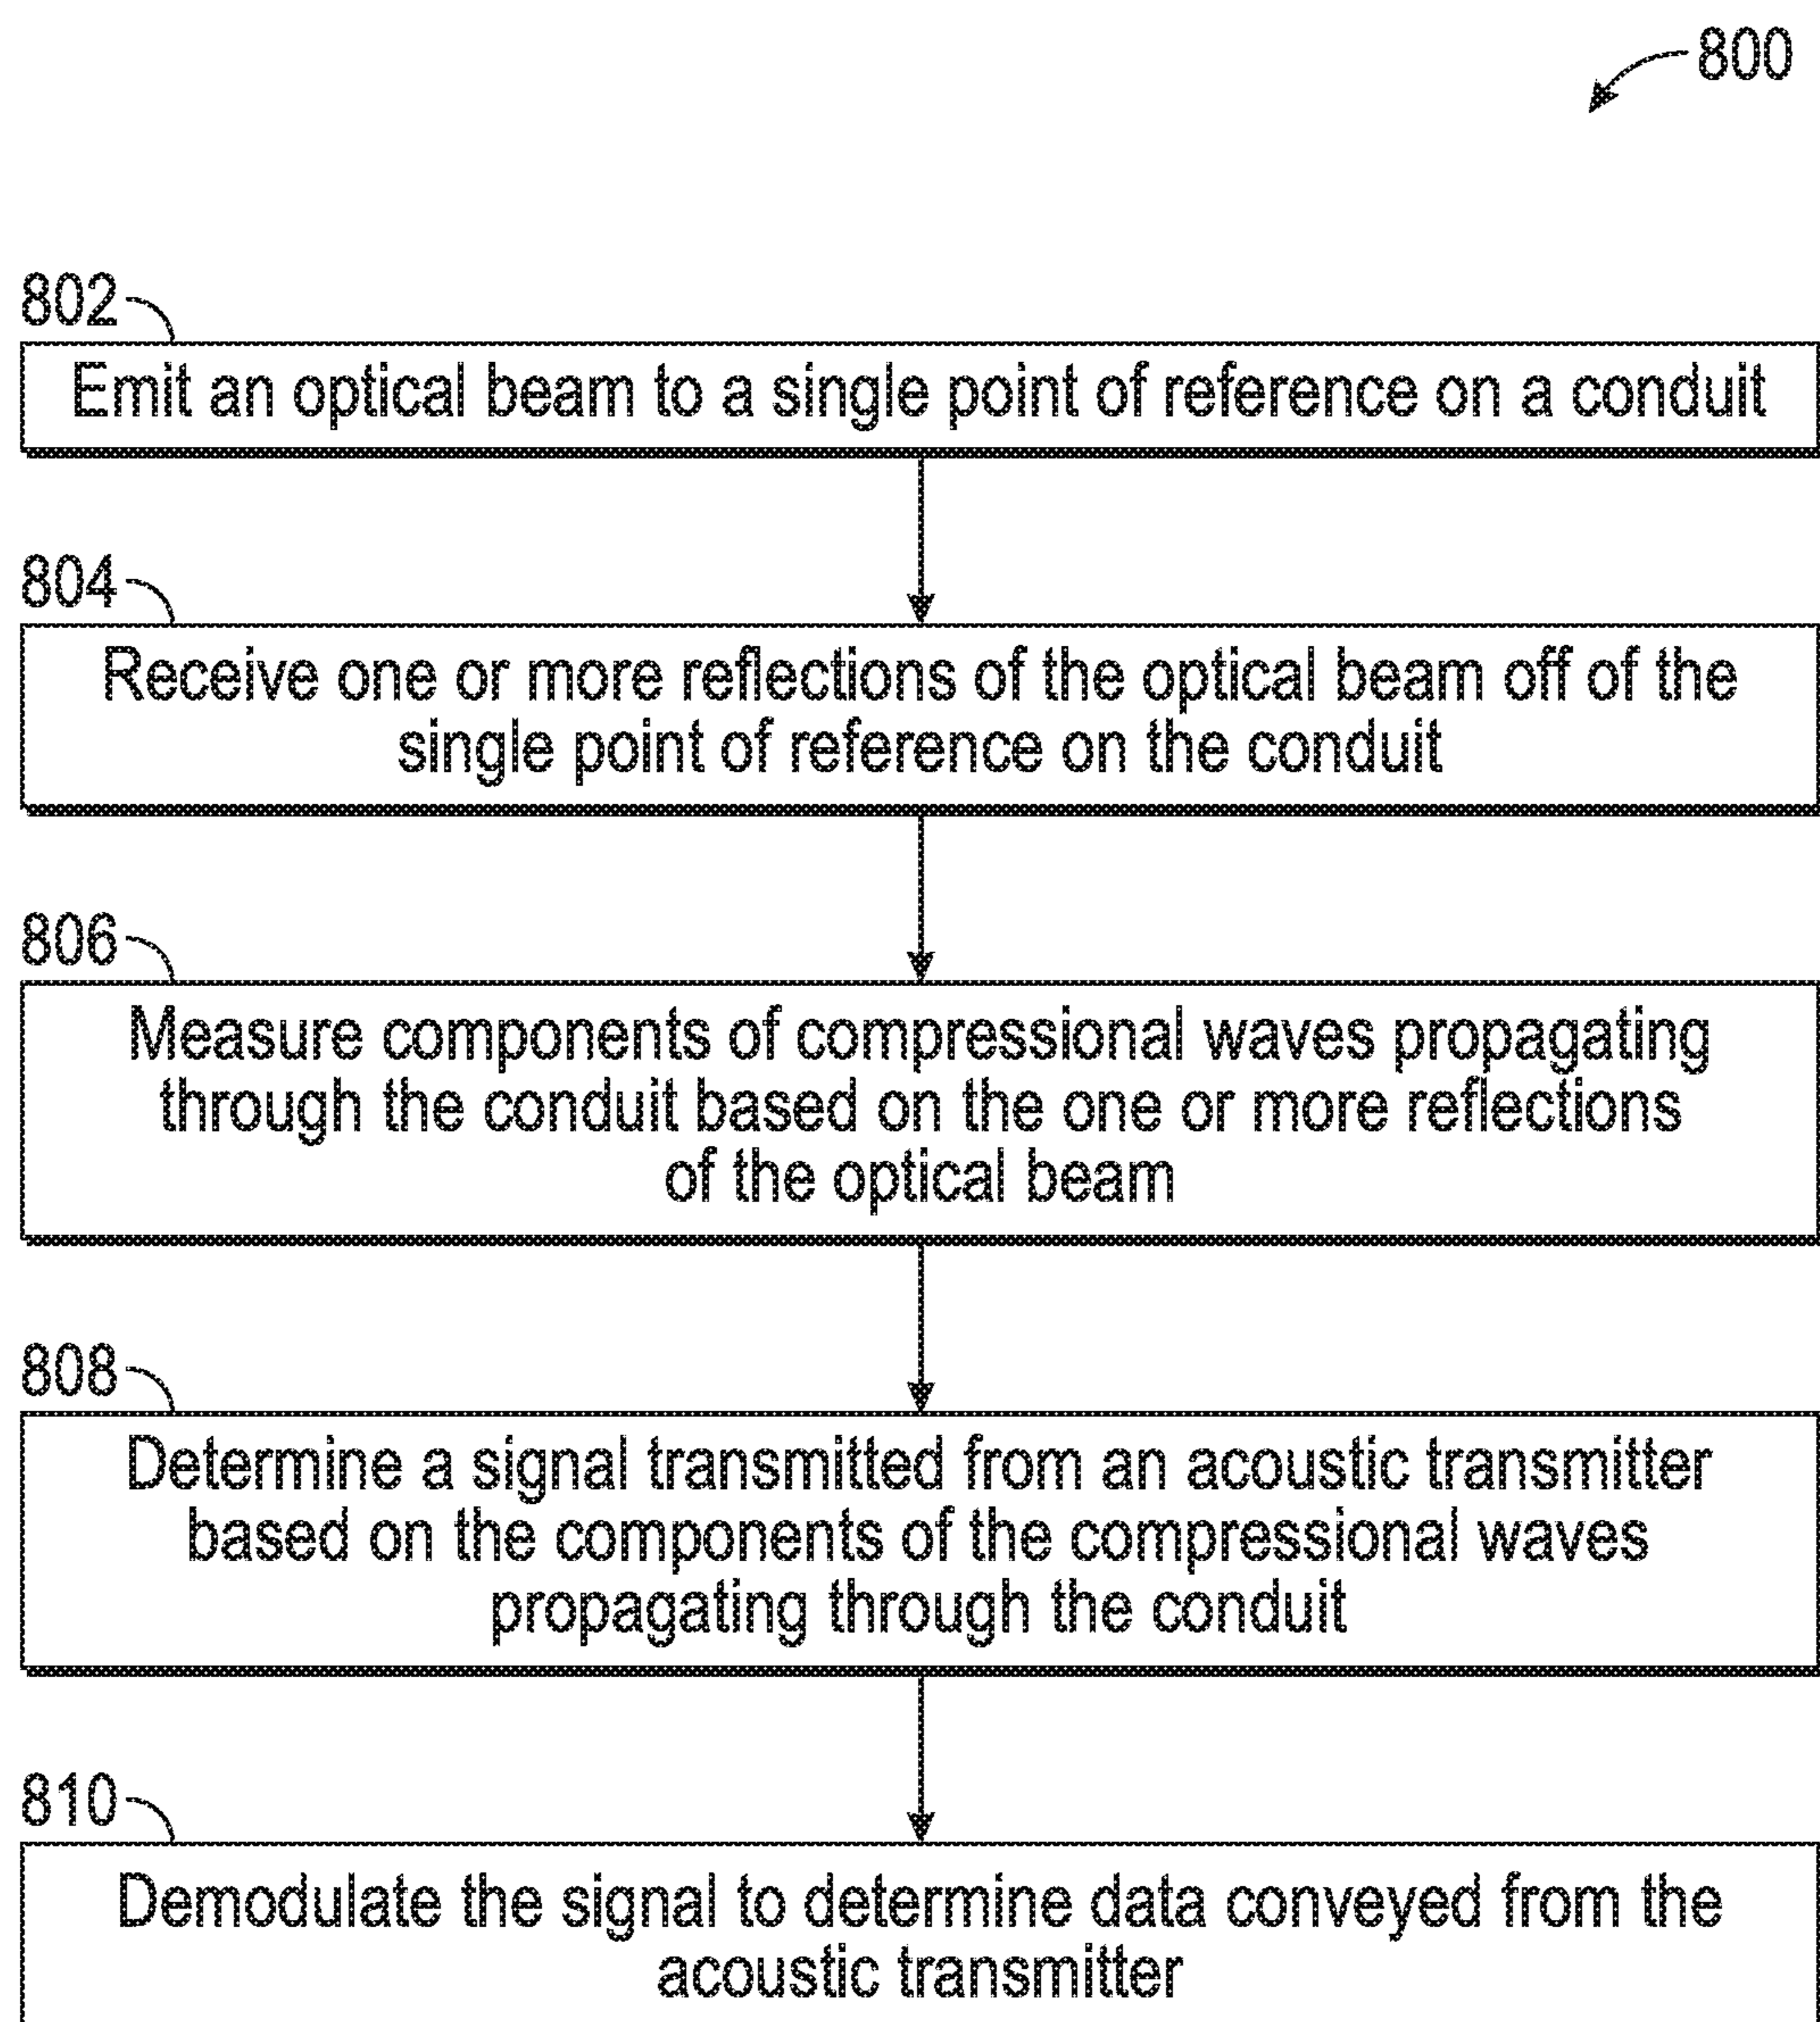 800
802
Emit an optical beam to a single point of reference on a conduit
804
Receive one or more reflections of the optical beam off of the
single point of reference on the conduit
806
Measure components of compressional waves propagating
through the conduit based on the one or more reflections
of the optical beam
808
Determine a signal transmitted from an acoustic transmitter
based on the components of the compressional waves
propagating through the conduit
810
Demodulate the signal to determine data conveyed from the
acoustic transmitter